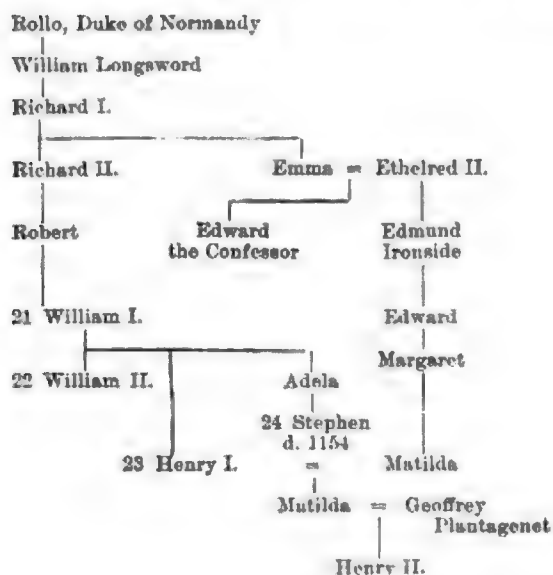 Rollo, Duke of Normandy
William Longsword
Richard I.
Richard II.
Emma = Ethelred II.
Robert
Edward
the Confessor
Edmund
Ironside
21 William I.
Edward
22 William II.
Adela
Margaret
24 Stephen
d. 1154
23 Henry I.
=
Matilda
Matilda = Geoffrey
Plantagenet
Henry II.